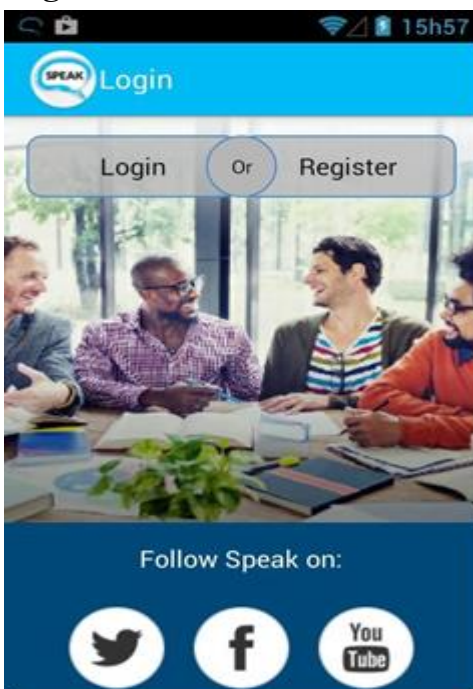 15h57
SPEAK Login
Login Or Register
Follow Speak on:
You
Tube